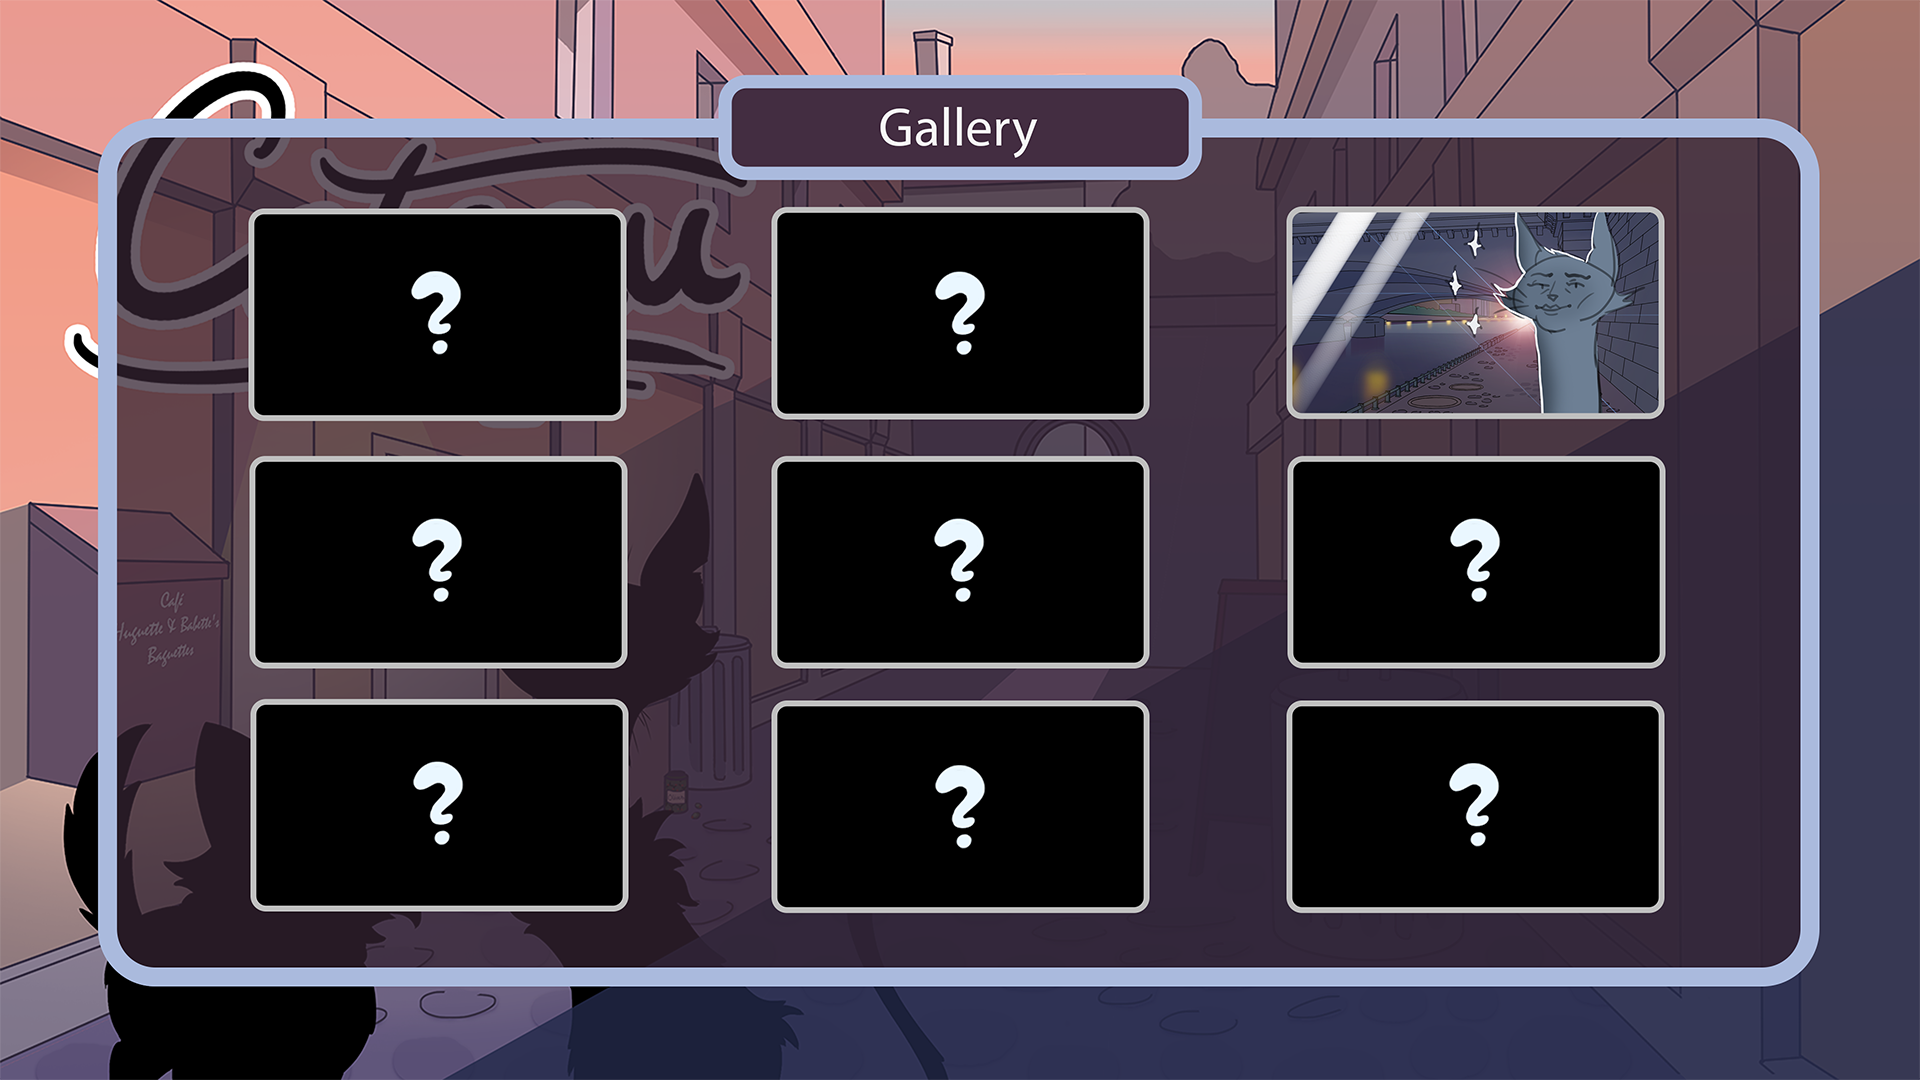 Gallery
? ?
? ? ?
Café
Huguette & Babette's
Baguettes
? ? ?